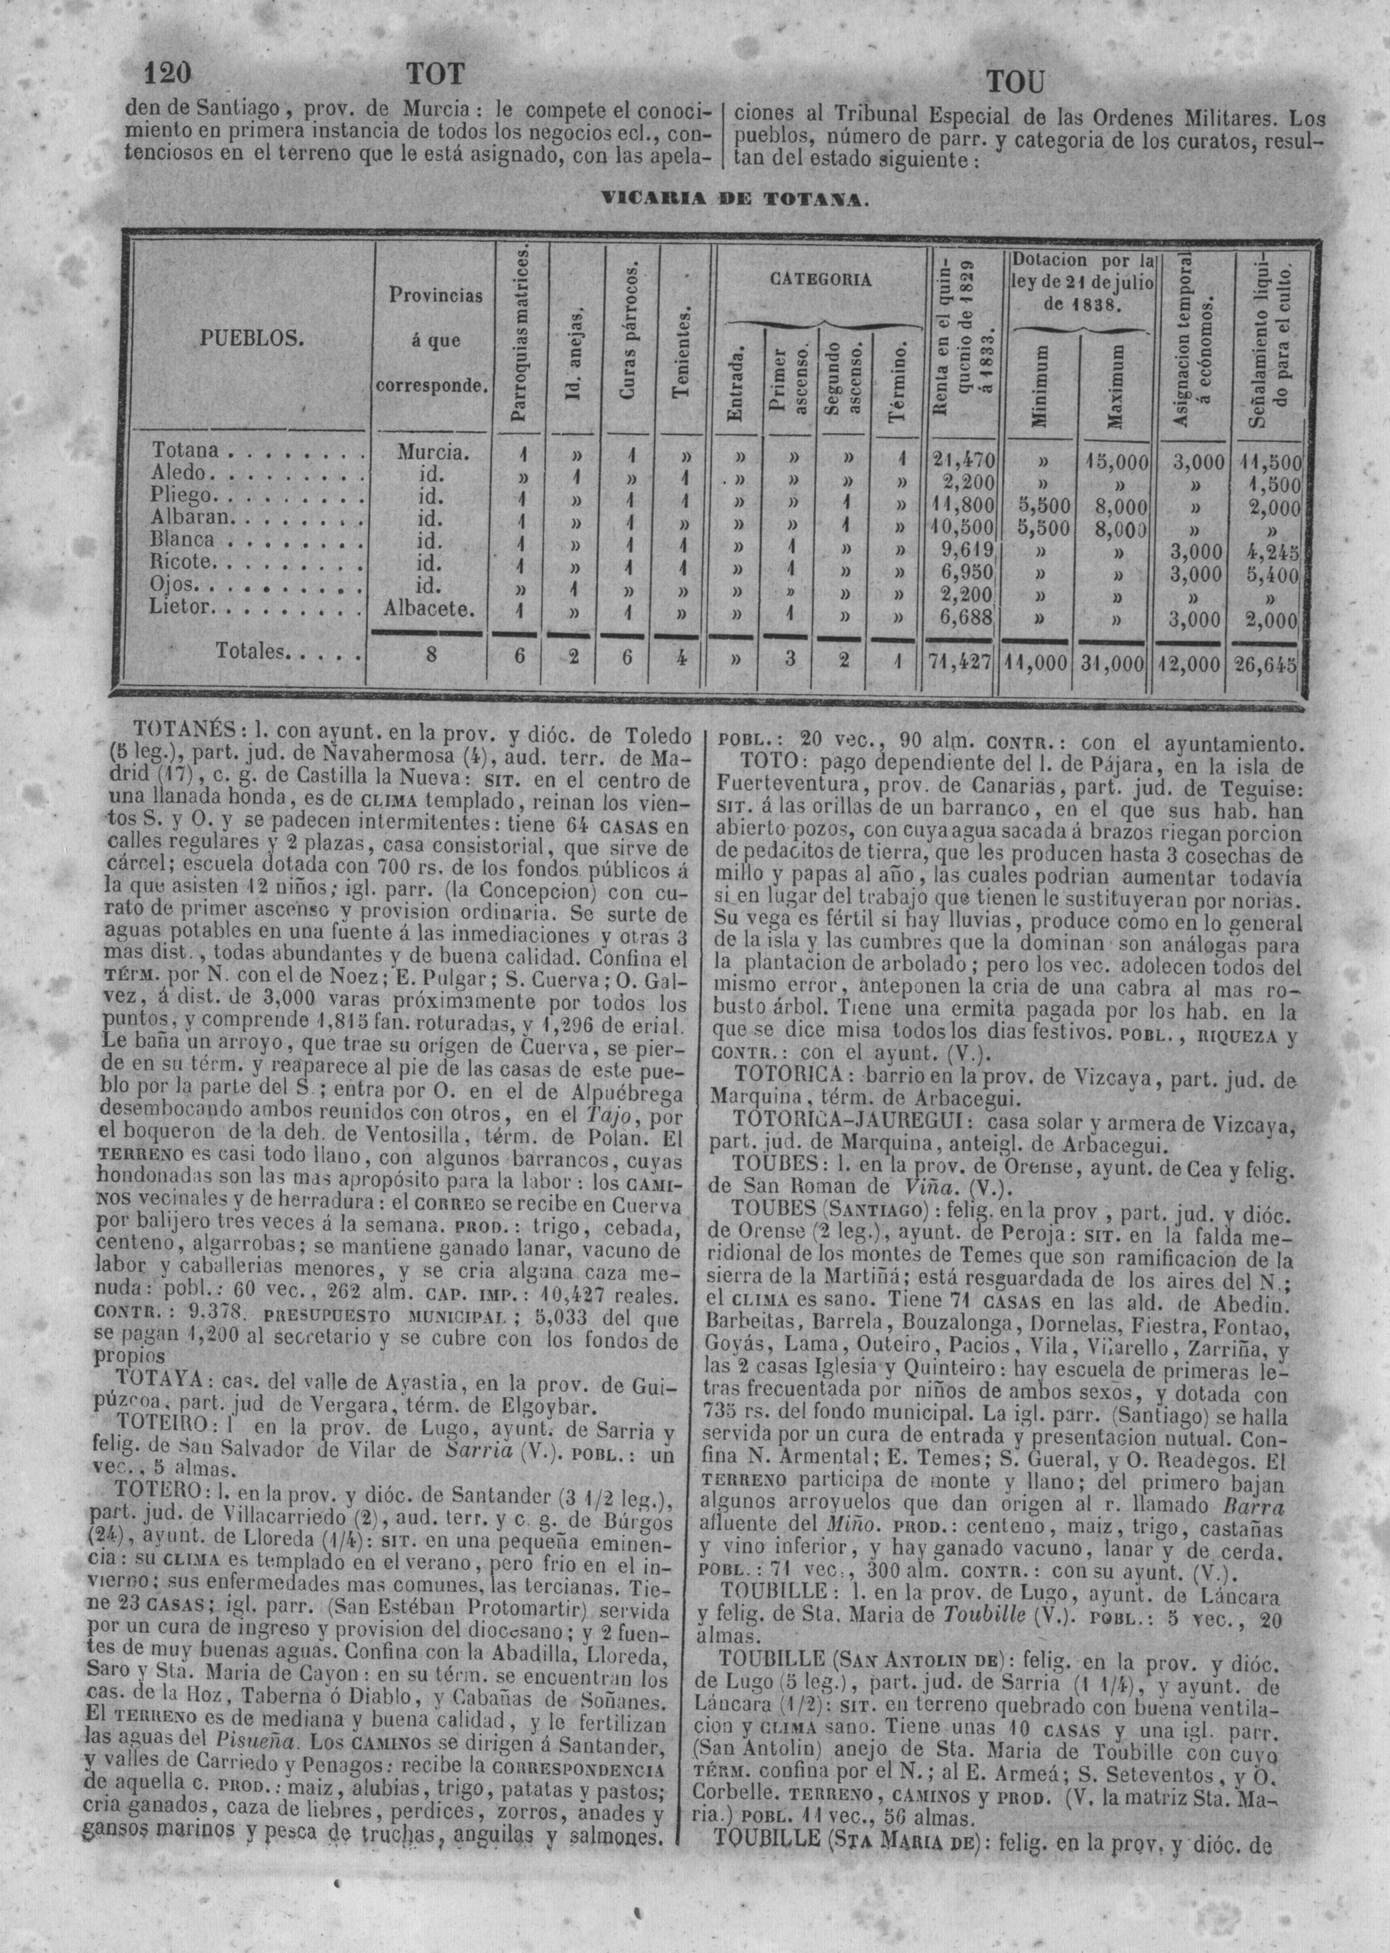 120 TOT TOU
den de Santiago, prov. de Murcia: le compete el conoci-
miento en primera instancia de todos los negocios ecl., con-
tenciosos en el terreno que le está asignado, con las apela-
ciones al Tribunal Especial de las Ordenes Militares. Los
pueblos, número de parr. y categoria de los curatos, resul-
tan del estado siguiente:
VICARIA DE TOTANA.
PUEBLOS.
Provincias
á que
corresponde.
Parroquias matrices.
Id. anejas.
Curas párrocos.
Tenientes.
CATEGORIA
Entrada.
Primer
ascenso.
Segundo
ascenso.
Término.
Renta en el quin-
quenio de 1829
á 1833.
Dotacion por la
ley de 21 de julio
de 1838.
Minimum
Maximum
Asignacion temporal
á ecónomos.
Señalamiento liqui-
do para el culto.
Totana . . . . . . . . Murcia. 1 » 1 » » » » 1 21,470 » 15,000 3,000 11,500
Aledo. . . . . . . . . id. » 1 » 1 » » » » 2,200 » » » 1,500
Pliego. . . . . . . . . id. 1 » 1 1 » » 1 » 11,800 5,500 8,000 » 2,000
Albaran. . . . . . . . id. 1 » 1 » » » 1 » 10,500 5,500 8,000 » »
Blanca . . . . . . . . id. 1 » 1 1 » 1 » » 9,619 » » 3,000 4,245
Ricote. . . . . . . . . id. 1 » 1 1 » 1 » » 6,950 » » 3,000 5,400
Ojos. . . . . . . . . . id. » 1 » » » » » » 2,200 » » » »
Lietor. . . . . . . . . Albacete. 1 » 1 » » 1 » » 6,688 » » 3,000 2,000
Totales. . . . . 8 6 2 6 4 » 3 2 1 71,427 11,000 31,000 12,000 26,645
TOTANÉS: l. con ayunt. en la prov. y dióc. de Toledo
(5 leg.), part. jud. de Navahermosa (4), aud. terr. de Ma-
drid (17), c. g. de Castilla la Nueva: SIT. en el centro de
una llanada honda, es de CLIMA templado, reinan los vien-
tos S. y O. y se padecen intermitentes: tiene 64 CASAS en
calles regulares y 2 plazas, casa consistorial, que sirve de
cárcel; escuela dotada con 700 rs. de los fondos públicos á
la que asisten 12 niños; igl. parr. (la Concepcion) con cu-
rato de primer ascenso y provision ordinaria. Se surte de
aguas potables en una fuente á las inmediaciones y otras 3
mas dist., todas abundantes y de buena calidad. Confina el
TÉRM. por N. con el de Noez; E. Pulgar; S. Cuerva; O. Gal-
vez, á dist. de 3,000 varas próximamente por todos los
puntos, y comprende 1,815 fan. roturadas, y 1,296 de erial.
Le baña un arroyo, que trae su orígen de Cuerva, se pier-
de en su térm. y reaparece al pie de las casas de este pue-
blo por la parte del S.; entra por O. en el de Alpuébrega
desembocando ambos reunidos con otros, en el Tajo, por
el boqueron de la deh. de Ventosilla, térm. de Polan. El
TERRENO es casi todo llano, con algunos barrancos, cuyas
hondonadas son las mas apropósito para la labor: los CAMI-
NOS vecinales y de herradura: el CORREO se recibe en Cuerva
por balijero tres veces á la semana. PROD.: trigo, cebada,
centeno, algarrobas; se mantiene ganado lanar, vacuno de
labor y caballerias menores, y se cria alguna caza me-
nuda: pobl.: 60 vec., 262 alm. CAP. IMP.: 10,427 reales.
CONTR.: 9.378. PRESUPUESTO MUNICIPAL; 5,033 del que
se pagan 1,200 al secretario y se cubre con los fondos de
propios
TOTAYA: cas. del valle de Ayastia, en la prov. de Gui-
púzcoa, part. jud de Vergara, térm. de Elgoybar.
TOTEIRO: l en la prov. de Lugo, ayunt. de Sarria y
felig. de San Salvador de Vilar de Sarria (V.). POBL.: un
vec., 5 almas.
TOTERO: l. en la prov. y dióc. de Santander (3 1/2 leg.),
part. jud. de Villacarriedo (2), aud. terr. y c. g. de Búrgos
(24), ayunt. de Lloreda (1/4): SIT. en una pequeña eminen-
cia: su CLIMA es templado en el verano, pero frio en el in-
vierno; sus enfermedades mas comunes, las tercianas. Tie-
ne 23 CASAS; igl. parr. (San Estéban Protomartir) servida
por un cura de ingreso y provision del diocesano; y 2 fuen-
tes de muy buenas aguas. Confina con la Abadilla, Lloreda,
Saro y Sta. Maria de Cayon: en su térm. se encuentran los
cas. de la Hoz, Taberna ó Diablo, y Cabañas de Soñanes.
El TERRENO es de mediana y buena calidad, y le fertilizan
las aguas del Pisueña. Los CAMINOS se dirigen á Santander,
y valles de Carriedo y Penagos: recibe la CORRESPONDENCIA
de aquella c. PROD.: maiz, alubias, trigo, patatas y pastos;
cria ganados, caza de liebres, perdices, zorros, anades y
gansos marinos y pesca de truchas, anguilas y salmones.
POBL.: 20 vec., 90 alm. CONTR.: con el ayuntamiento.
TOTO: pago dependiente del l. de Pájara, en la isla de
Fuerteventura, prov. de Canarias, part. jud. de Teguise:
SIT. á las orillas de un barranco, en el que sus hab. han
abierto pozos, con cuya agua sacada á brazos riegan porcion
de pedacitos de tierra, que les producen hasta 3 cosechas de
millo y papas al año, las cuales podrian aumentar todavía
si en lugar del trabajo que tienen le sustituyeran por norias.
Su vega es fértil si hay lluvias, produce como en lo general
de la isla y las cumbres que la dominan son análogas para
la plantacion de arbolado; pero los vec. adolecen todos del
mismo error, anteponen la cria de una cabra al mas ro-
busto árbol. Tiene una ermita pagada por los hab. en la
que se dice misa todos los dias festivos. POBL., RIQUEZA y
CONTR.: con el ayunt. (V.).
TOTORICA: barrio en la prov. de Vizcaya, part. jud. de
Marquina, térm. de Arbacegui.
TOTORICA-JAUREGUI: casa solar y armera de Vizcaya,
part. jud. de Marquina, anteigl. de Arbacegui.
TOUBES: l. en la prov. de Orense, ayunt. de Cea y felig.
de San Roman de Viña. (V.).
TOUBES (SANTIAGO): felig. en la prov, part. jud. y dióc.
de Orense (2 leg.), ayunt. de Peroja: SIT. en la falda me-
ridional de los montes de Temes que son ramificacion de la
sierra de la Martiñá; está resguardada de los aires del N.;
el CLIMA es sano. Tiene 71 CASAS en las ald. de Abedin.
Barbeitas, Barrela, Bouzalonga, Dornelas, Fiestra, Fontao,
Goyás, Lama, Outeiro, Pacios, Vila, Vilarello, Zarriña, y
las 2 casas Iglesia y Quinteiro: hay escuela de primeras le-
tras frecuentada por niños de ambos sexos, y dotada con
735 rs. del fondo municipal. La igl. parr. (Santiago) se halla
servida por un cura de entrada y presentacion nutual. Con-
fina N. Armental; E. Temes; S. Gueral, y O. Readegos. El
TERRENO participa de monte y llano; del primero bajan
algunos arroyuelos que dan origen al r. llamado Barra
afluente del Miño. PROD.: centeno, maiz, trigo, castañas
y vino inferior, y hay ganado vacuno, lanar y de cerda.
POBL.: 71 vec., 300 alm. CONTR.: con su ayunt. (V.).
TOUBILLE: l. en la prov. de Lugo, ayunt. de Láncara
y felig. de Sta. Maria de Toubille (V.). POBL.: 5 vec., 20
almas.
TOUBILLE (SAN ANTOLIN DE): felig. en la prov. y dióc.
de Lugo (5 leg.), part. jud. de Sarria (1 1/4), y ayunt. de
Láncara (1/2): SIT. en terreno quebrado con buena ventila-
cion y CLIMA sano. Tiene unas 10 CASAS y una igl. parr.
(San Antolin) anejo de Sta. Maria de Toubille con cuyo
TÉRM. confina por el N.; al E. Armeá; S. Seteventos, y O.
Corbelle. TERRENO, CAMINOS y PROD. (V. la matriz Sta. Ma-
ria.) POBL. 11 vec., 56 almas.
TOUBILLE (STA MARIA DE): felig. en la prov. y dióc. de